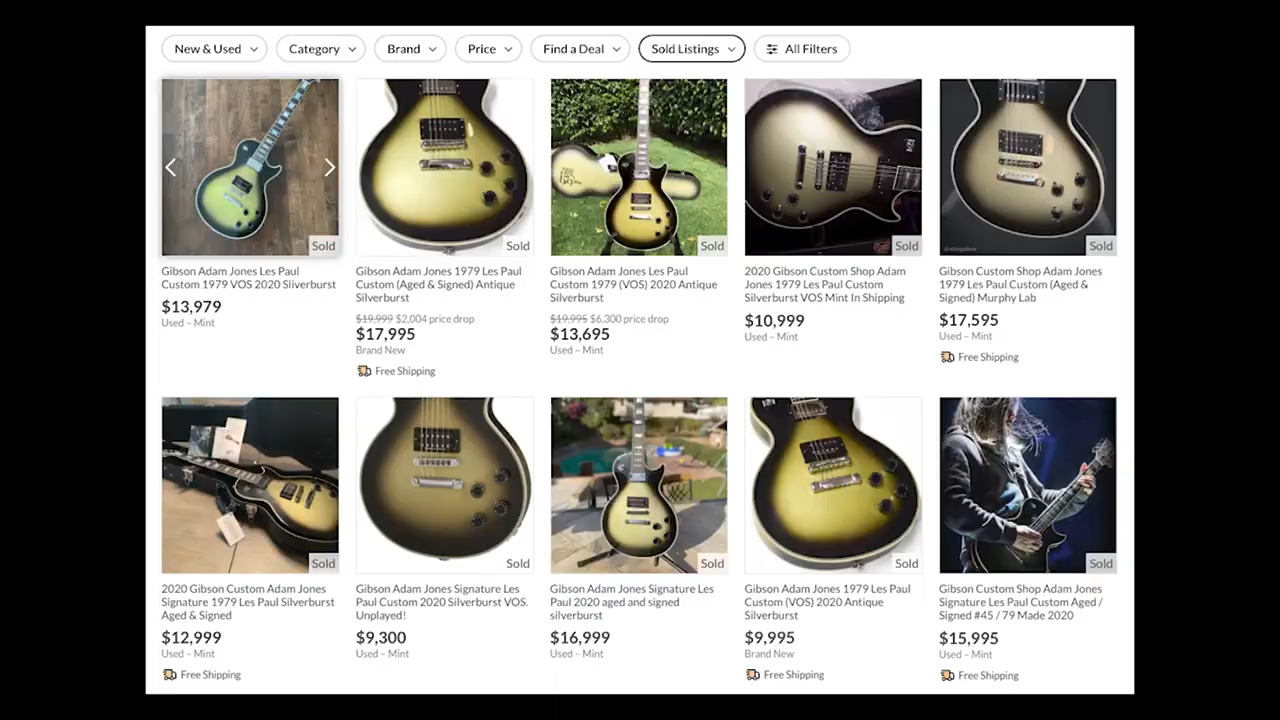 New & Used
Category
Brand
Price
Find a Deal
Sold Listings
All Filters
Sold
Sold
Sold
Sold
Sold
Gibson Adam Jones Les Paul
Custom 1979 VOS 2020 Sliverburst
$13,979
Used – Mint
Gibson Adam Jones 1979 Les Paul
Custom (Aged & Signed) Antique
Silverburst
$19,999 $2,004 price drop
$17,995
Brand New
Free Shipping
Gibson Adam Jones Les Paul
Custom 1979 (VOS) 2020 Antique
Silverburst
$19,995 $6,300 price drop
$13,695
Used – Mint
2020 Gibson Custom Shop Adam
Jones 1979 Les Paul Custom
Silverburst VOS Mint In Shipping
$10,999
Used – Mint
Gibson Custom Shop Adam Jones
1979 Les Paul Custom (Aged &
Signed) Murphy Lab
$17,595
Used – Mint
Free Shipping
Sold
Sold
Sold
Sold
Sold
2020 Gibson Custom Adam Jones
Signature 1979 Les Paul Silverburst
Aged & Signed
$12,999
Used – Mint
Free Shipping
Gibson Adam Jones Signature Les
Paul Custom 2020 Silverburst VOS.
Unplayed!
$9,300
Used – Mint
Gibson Adam Jones Signature Les
Paul 2020 aged and signed
silverburst
$16,999
Used – Mint
Gibson Adam Jones 1979 Les Paul
Custom (VOS) 2020 Antique
Silverburst
$9,995
Brand New
Free Shipping
Gibson Custom Shop Adam Jones
Signature Les Paul Custom Aged /
Signed #45 / 79 Made 2020
$15,995
Used – Mint
Free Shipping